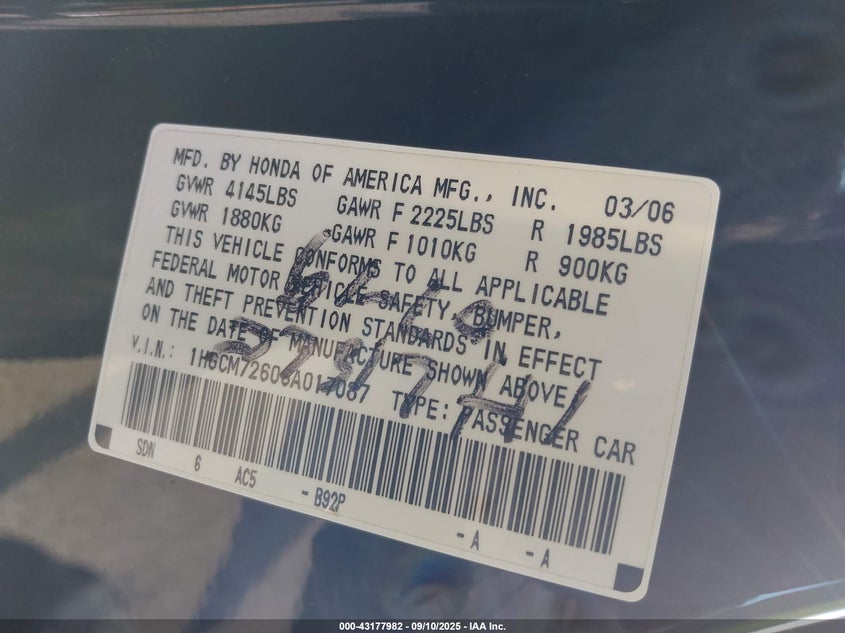 MFD. BY HONDA OF AMERICA MFG., INC. 03/06
GVWR 4145LBS GAWR F 2225LBS R 1985LBS
GVWR 1880KG GAWR F 1010KG R 900KG
THIS VEHICLE CONFORMS TO ALL APPLICABLE
FEDERAL MOTOR VEHICLE SAFETY, BUMPER,
AND THEFT PREVENTION STANDARDS IN EFFECT
ON THE DATE OF MANUFACTURE SHOWN ABOVE.
V.I.N.: 1HGCM72606A017087 TYPE: PASSENGER CAR
SDN 6 AC5 - B92P - A - A
000-43177982 - 09/10/2025 - IAA Inc.